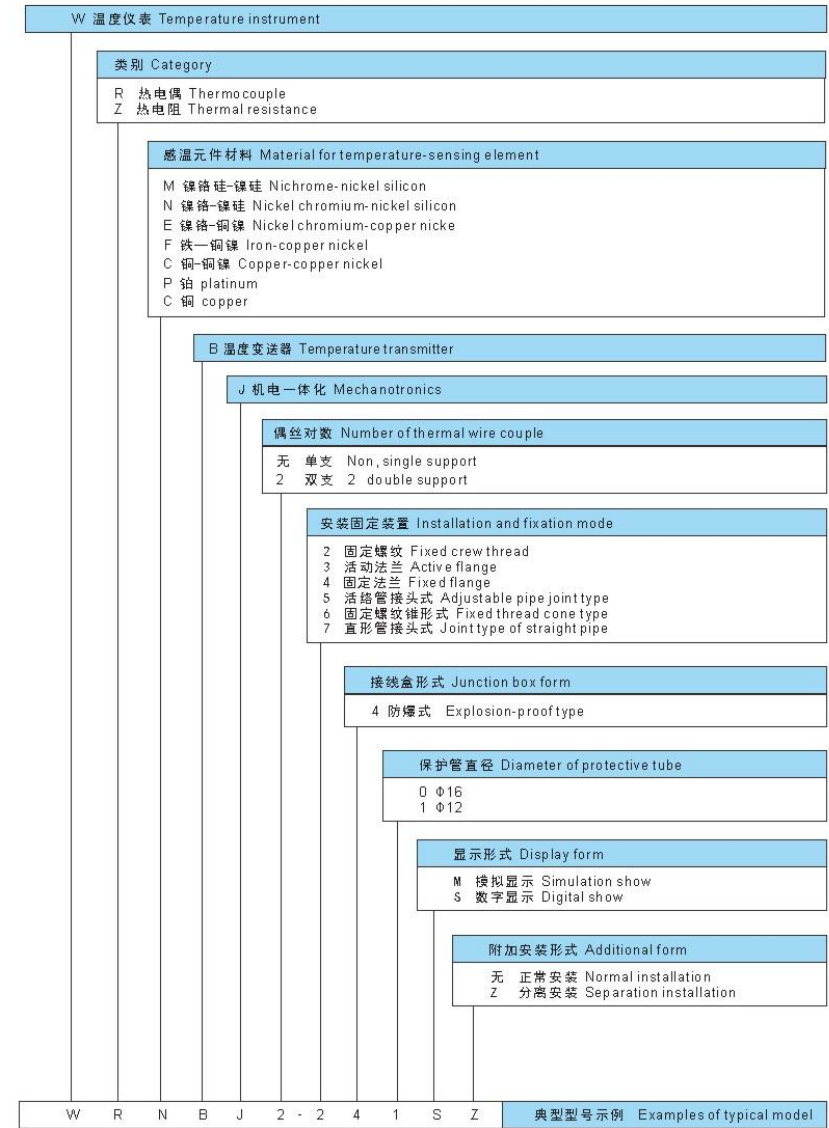 W 温度仪表 Temperature instrument
类别 Category
R 热电偶 Thermocouple
Z 热电阻 Thermal resistance
感温元件材料 Material for temperature-sensing element
M 镍铬硅-镍硅 Nichrome-nickel silicon
N 镍铬-镍硅 Nickel chromium-nickel silicon
E 镍铬-铜镍 Nickel chromium-copper nicke
F 铁—铜镍 Iron-copper nickel
C 铜-铜镍 Copper-copper nickel
P 铂 platinum
C 铜 copper
B 温度变送器 Temperature transmitter
J 机电一体化 Mechanotronics
偶丝对数 Number of thermal wire couple
无 单支 Non,single support
2 双支 2 double support
安装固定装置 Installation and fixation mode
2 固定螺纹 Fixed crew thread
3 活动法兰 Active flange
4 固定法兰 Fixed flange
5 活络管接头式 Adjustable pipe joint type
6 固定螺纹锥形式 Fixed thread cone type
7 直形管接头式 Joint type of straight pipe
接线盒形式 Junction box form
4 防爆式 Explosion-proof type
保护管直径 Diameter of protective tube
0 Φ16
1 Φ12
显示形式 Display form
M 模拟显示 Simulation show
S 数字显示 Digital show
附加安装形式 Additional form
无 正常安装 Normal installation
Z 分离安装 Separation installation
W R N B J 2 - 2 4 1 S Z 典型型号示例 Examples of typical model